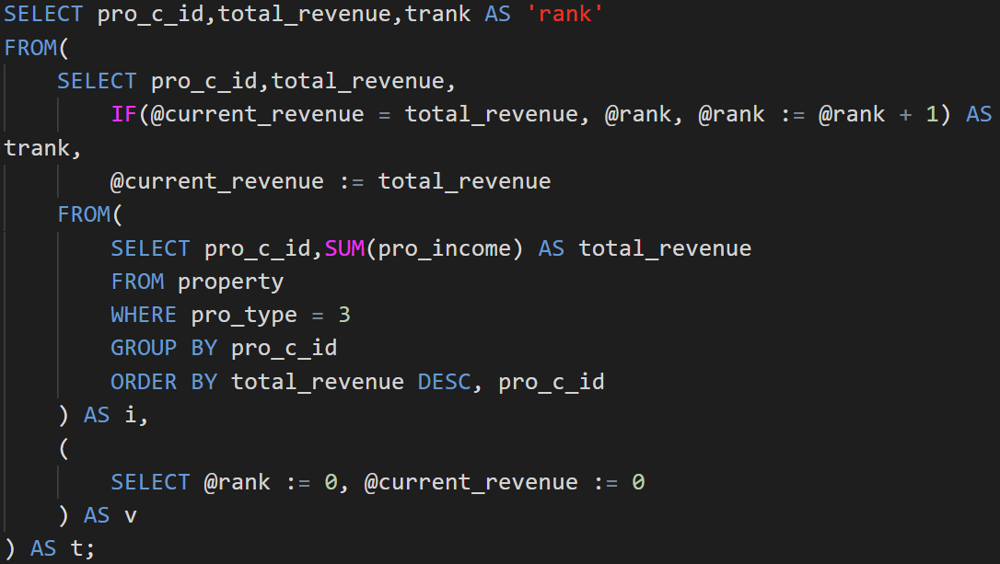 SELECT pro_c_id,total_revenue,trank AS 'rank'
FROM(
    SELECT pro_c_id,total_revenue,
        IF(@current_revenue = total_revenue, @rank, @rank := @rank + 1) AS
trank,
        @current_revenue := total_revenue
    FROM(
        SELECT pro_c_id,SUM(pro_income) AS total_revenue
        FROM property
        WHERE pro_type = 3
        GROUP BY pro_c_id
        ORDER BY total_revenue DESC, pro_c_id
    ) AS i,
    (
        SELECT @rank := 0, @current_revenue := 0
    ) AS v
) AS t;